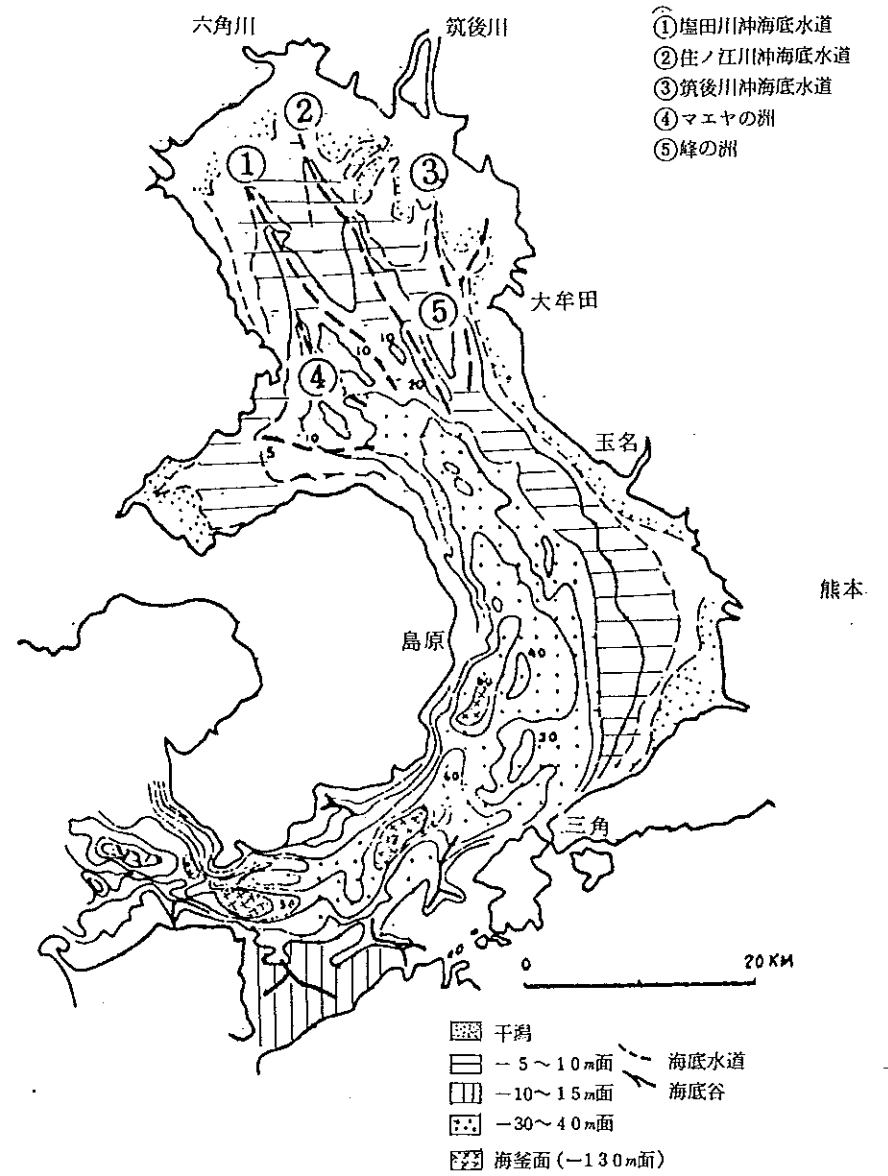 六角川
筑後川
①塩田川沖海底水道
②住ノ江川沖海底水道
③筑後川沖海底水道
④マエヤの洲
⑤峰の洲
②
①
③
⑤
大牟田
10
10
④
20
10
5
玉名
熊本
島原
40
30
60
三角
50
0 20KM
干潟
－5～10m面
海底水道
－10～15m面
海底谷
－30～40m面
海釜面(－130m面)